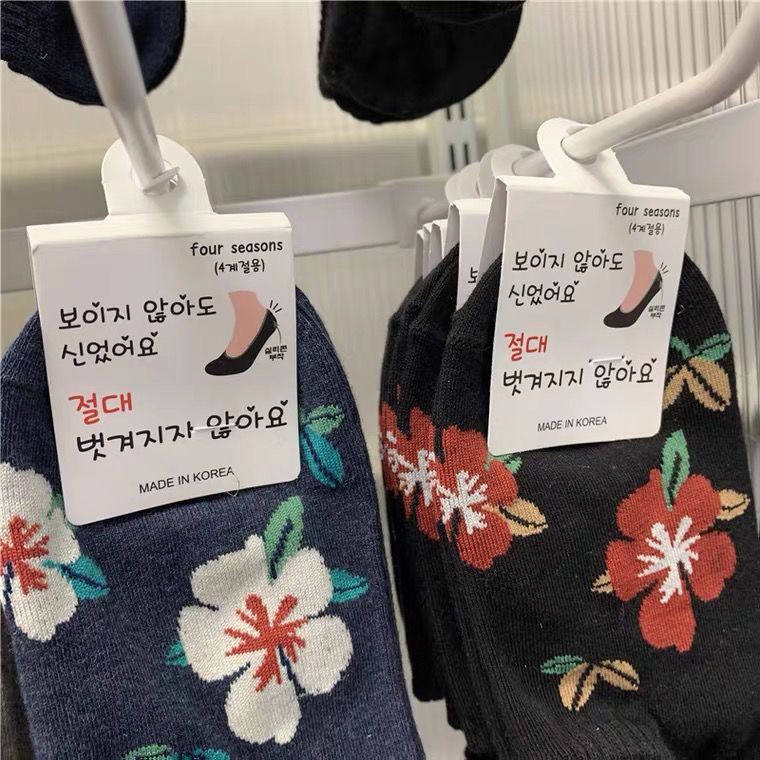 four seasons
(4계절용)
보이지 않아도
신었어요
실리콘
부착
절대
벗겨지자 않아요
MADE IN KOREA
four seasons
(4계절용)
보이지 않아도
신었어요
실리콘
부착
절대
벗겨지지 않아요
MADE IN KOREA